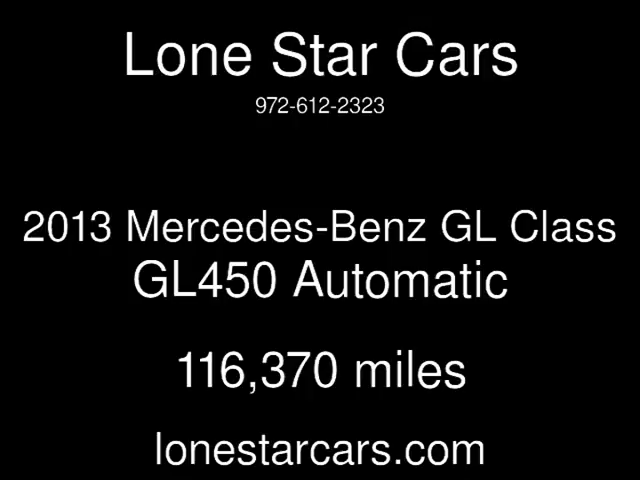 Lone Star Cars
972-612-2323
2013 Mercedes-Benz GL Class
GL450 Automatic
116,370 miles
lonestarcars.com